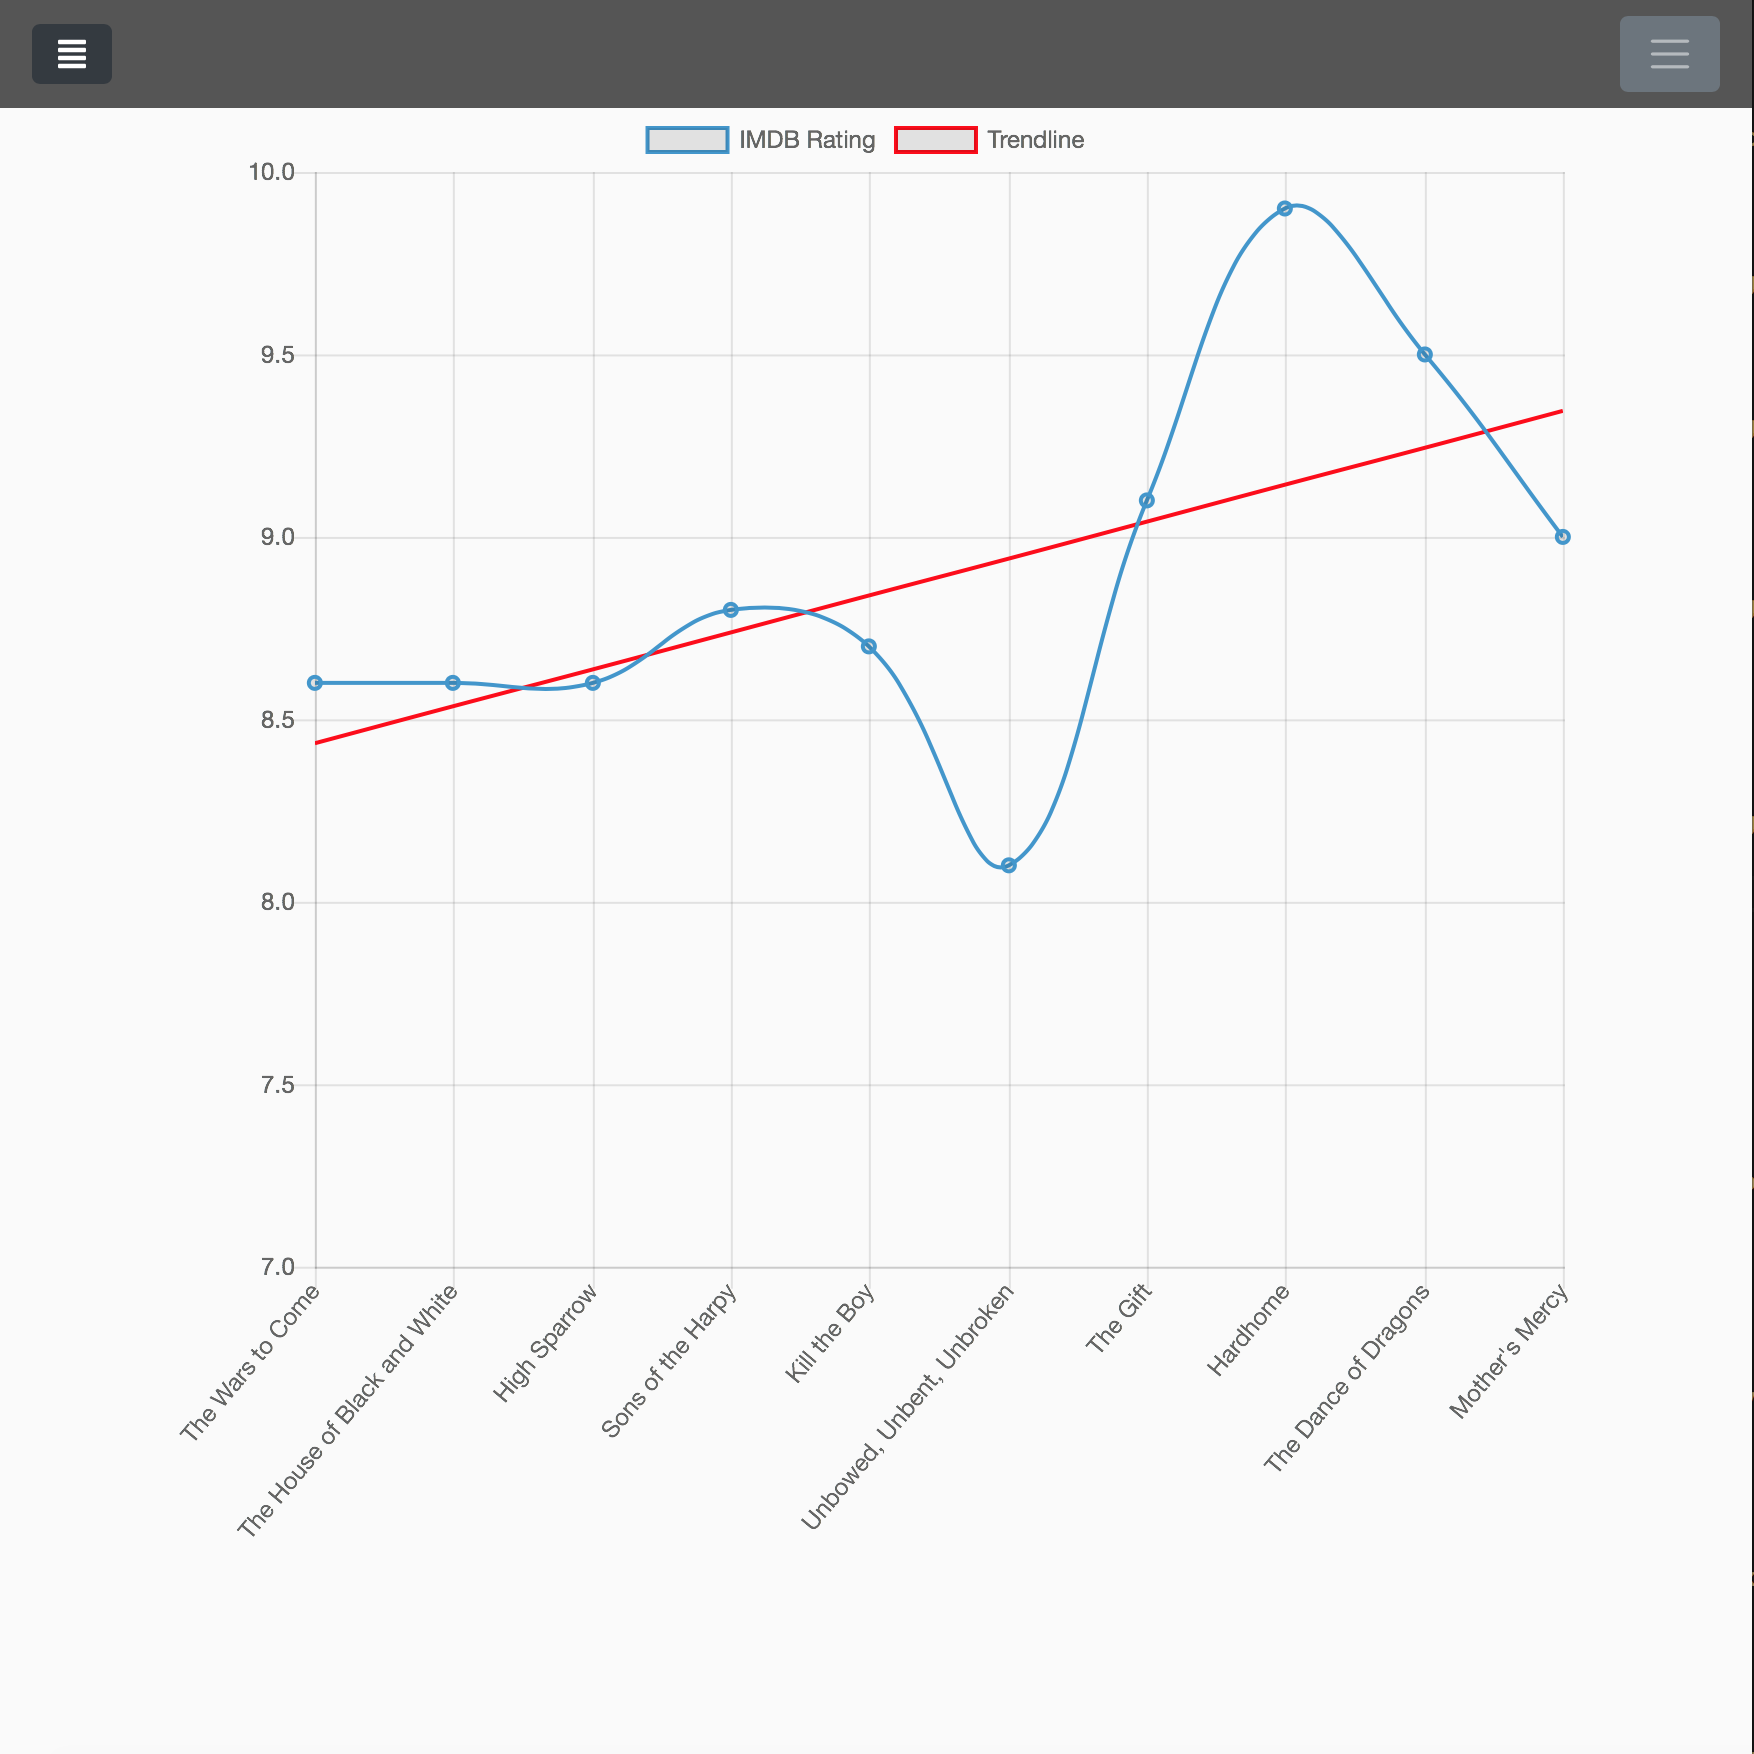 IMDB Rating
Trendline
10.0
9.5
9.0
8.5
8.0
7.5
7.0
The Wars to Come
The House of Black and White
High Sparrow
Sons of the Harpy
Kill the Boy
Unbowed, Unbent, Unbroken
The Gift
Hardhome
The Dance of Dragons
Mother's Mercy